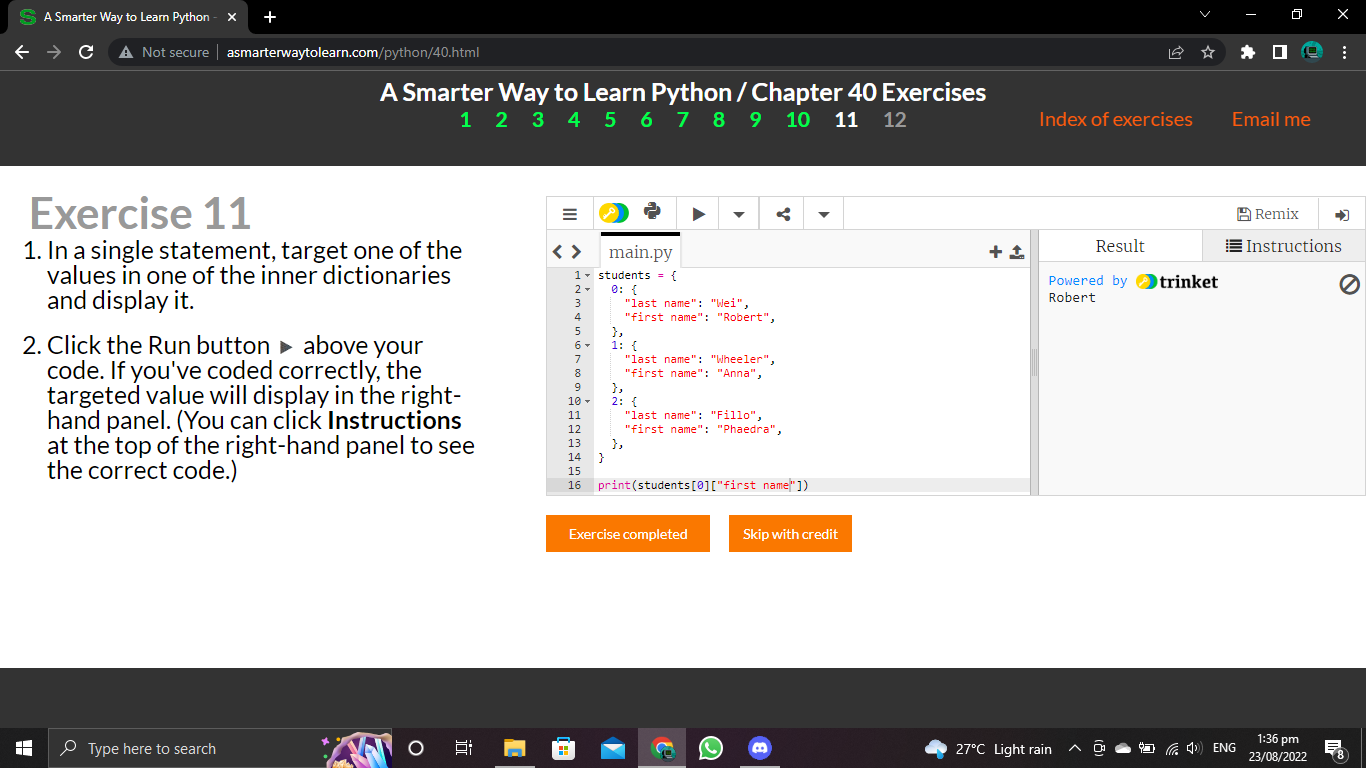 A Smarter Way to Learn Python -
Not secure asmarterwaytolearn.com/python/40.html
A Smarter Way to Learn Python / Chapter 40 Exercises
1 2 3 4 5 6 7 8 9 10 11 12
Index of exercises Email me
Exercise 11
1. In a single statement, target one of the
values in one of the inner dictionaries
and display it.
2. Click the Run button ▶ above your
code. If you've coded correctly, the
targeted value will display in the right-
hand panel. (You can click Instructions
at the top of the right-hand panel to see
the correct code.)
Remix
main.py
1 students = {
2 0: {
3 "last name": "Wei",
4 "first name": "Robert",
5 },
6 1: {
7 "last name": "Wheeler",
8 "first name": "Anna",
9 },
10 2: {
11 "last name": "Fillo",
12 "first name": "Phaedra",
13 },
14 }
15
16 print(students[0]["first name"])
Result Instructions
Powered by trinket
Robert
Exercise completed Skip with credit
Type here to search
27°C Light rain
ENG
1:36 pm
23/08/2022
8